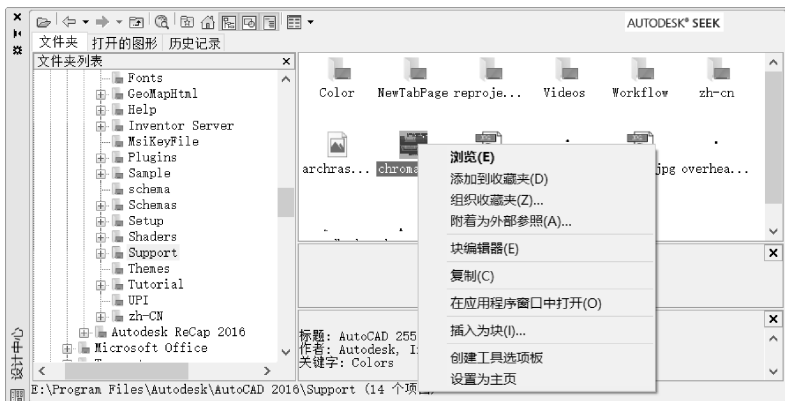 AUTODESK® SEEK
文件夹 打开的图形 历史记录
文件夹列表
Fonts
GeoMapHtml
Help
Inventor Server
MsiKeyFile
Plugins
Sample
schema
Schemas
Setup
Shaders
Support
Themes
Tutorial
UPI
zh-CN
Autodesk ReCap 2016
Microsoft Office
Color NewTabPage reproje... Videos Workflow zh-cn
archras... chroma jpg overhea...
浏览(E)
添加到收藏夹(D)
组织收藏夹(Z)...
附着为外部参照(A)...
块编辑器(E)
复制(C)
在应用程序窗口中打开(O)
插入为块(I)...
创建工具选项板
设置为主页
标题: AutoCAD 255
作者: Autodesk, I
关键字: Colors
设计中心
E:\Program Files\Autodesk\AutoCAD 2016\Support (14 个项